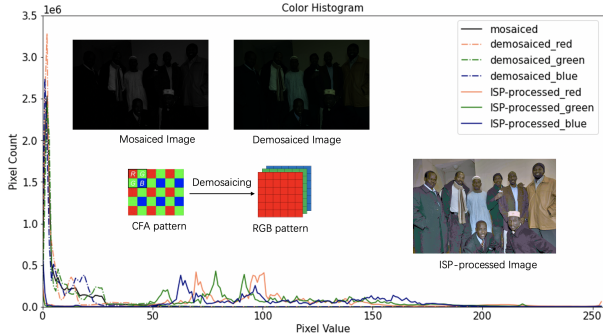 Color Histogram
1e6
3.5
3.0
2.5
2.0
1.5
1.0
0.5
0.0
Pixel Count
mosaiced
demosaiced_red
demosaiced_green
demosaiced_blue
ISP-processed_red
ISP-processed_green
ISP-processed_blue
Mosaiced Image
Demosaiced Image
R G
G B
Demosaicing
CFA pattern
RGB pattern
ISP-processed Image
0 50 100 150 200 250
Pixel Value